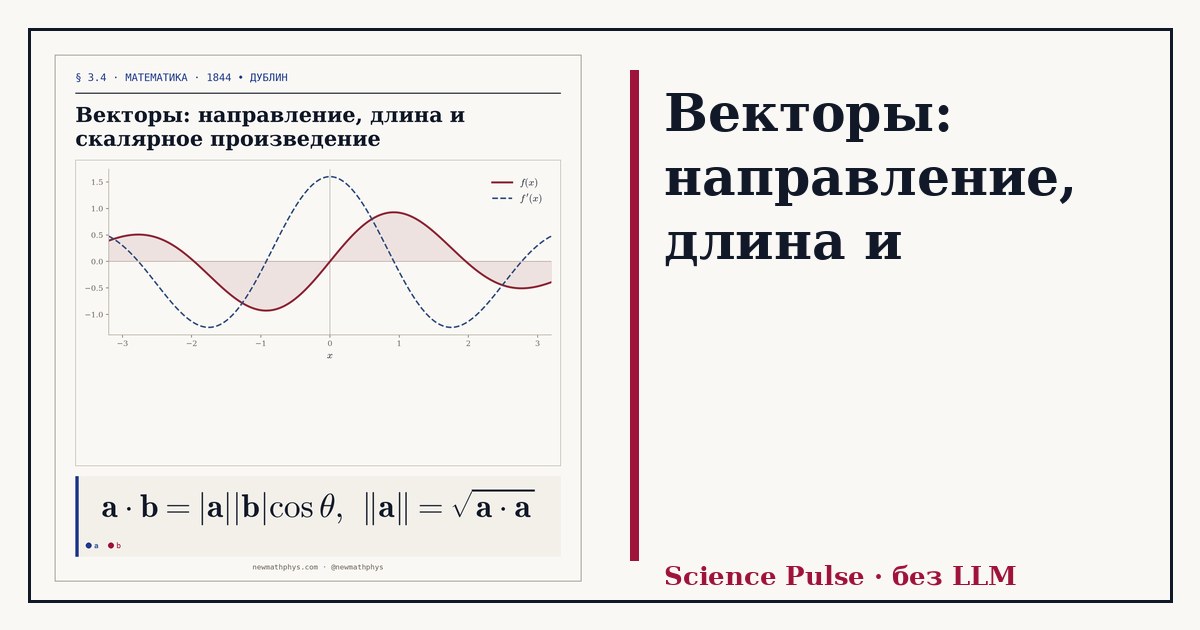 § 3.4 · МАТЕМАТИКА · 1844 • ДУБЛИН
Векторы: направление, длина и
скалярное произведение
1.5
1.0
0.5
0.0
−0.5
−1.0
f(x)
f′(x)
−3 −2 −1 0 1 2 3
x
a · b = |a||b|cos θ, ‖a‖ = √a · a
a b
newmathphys.com · @newmathphys
Векторы:
направление,
длина и
Science Pulse · без LLM